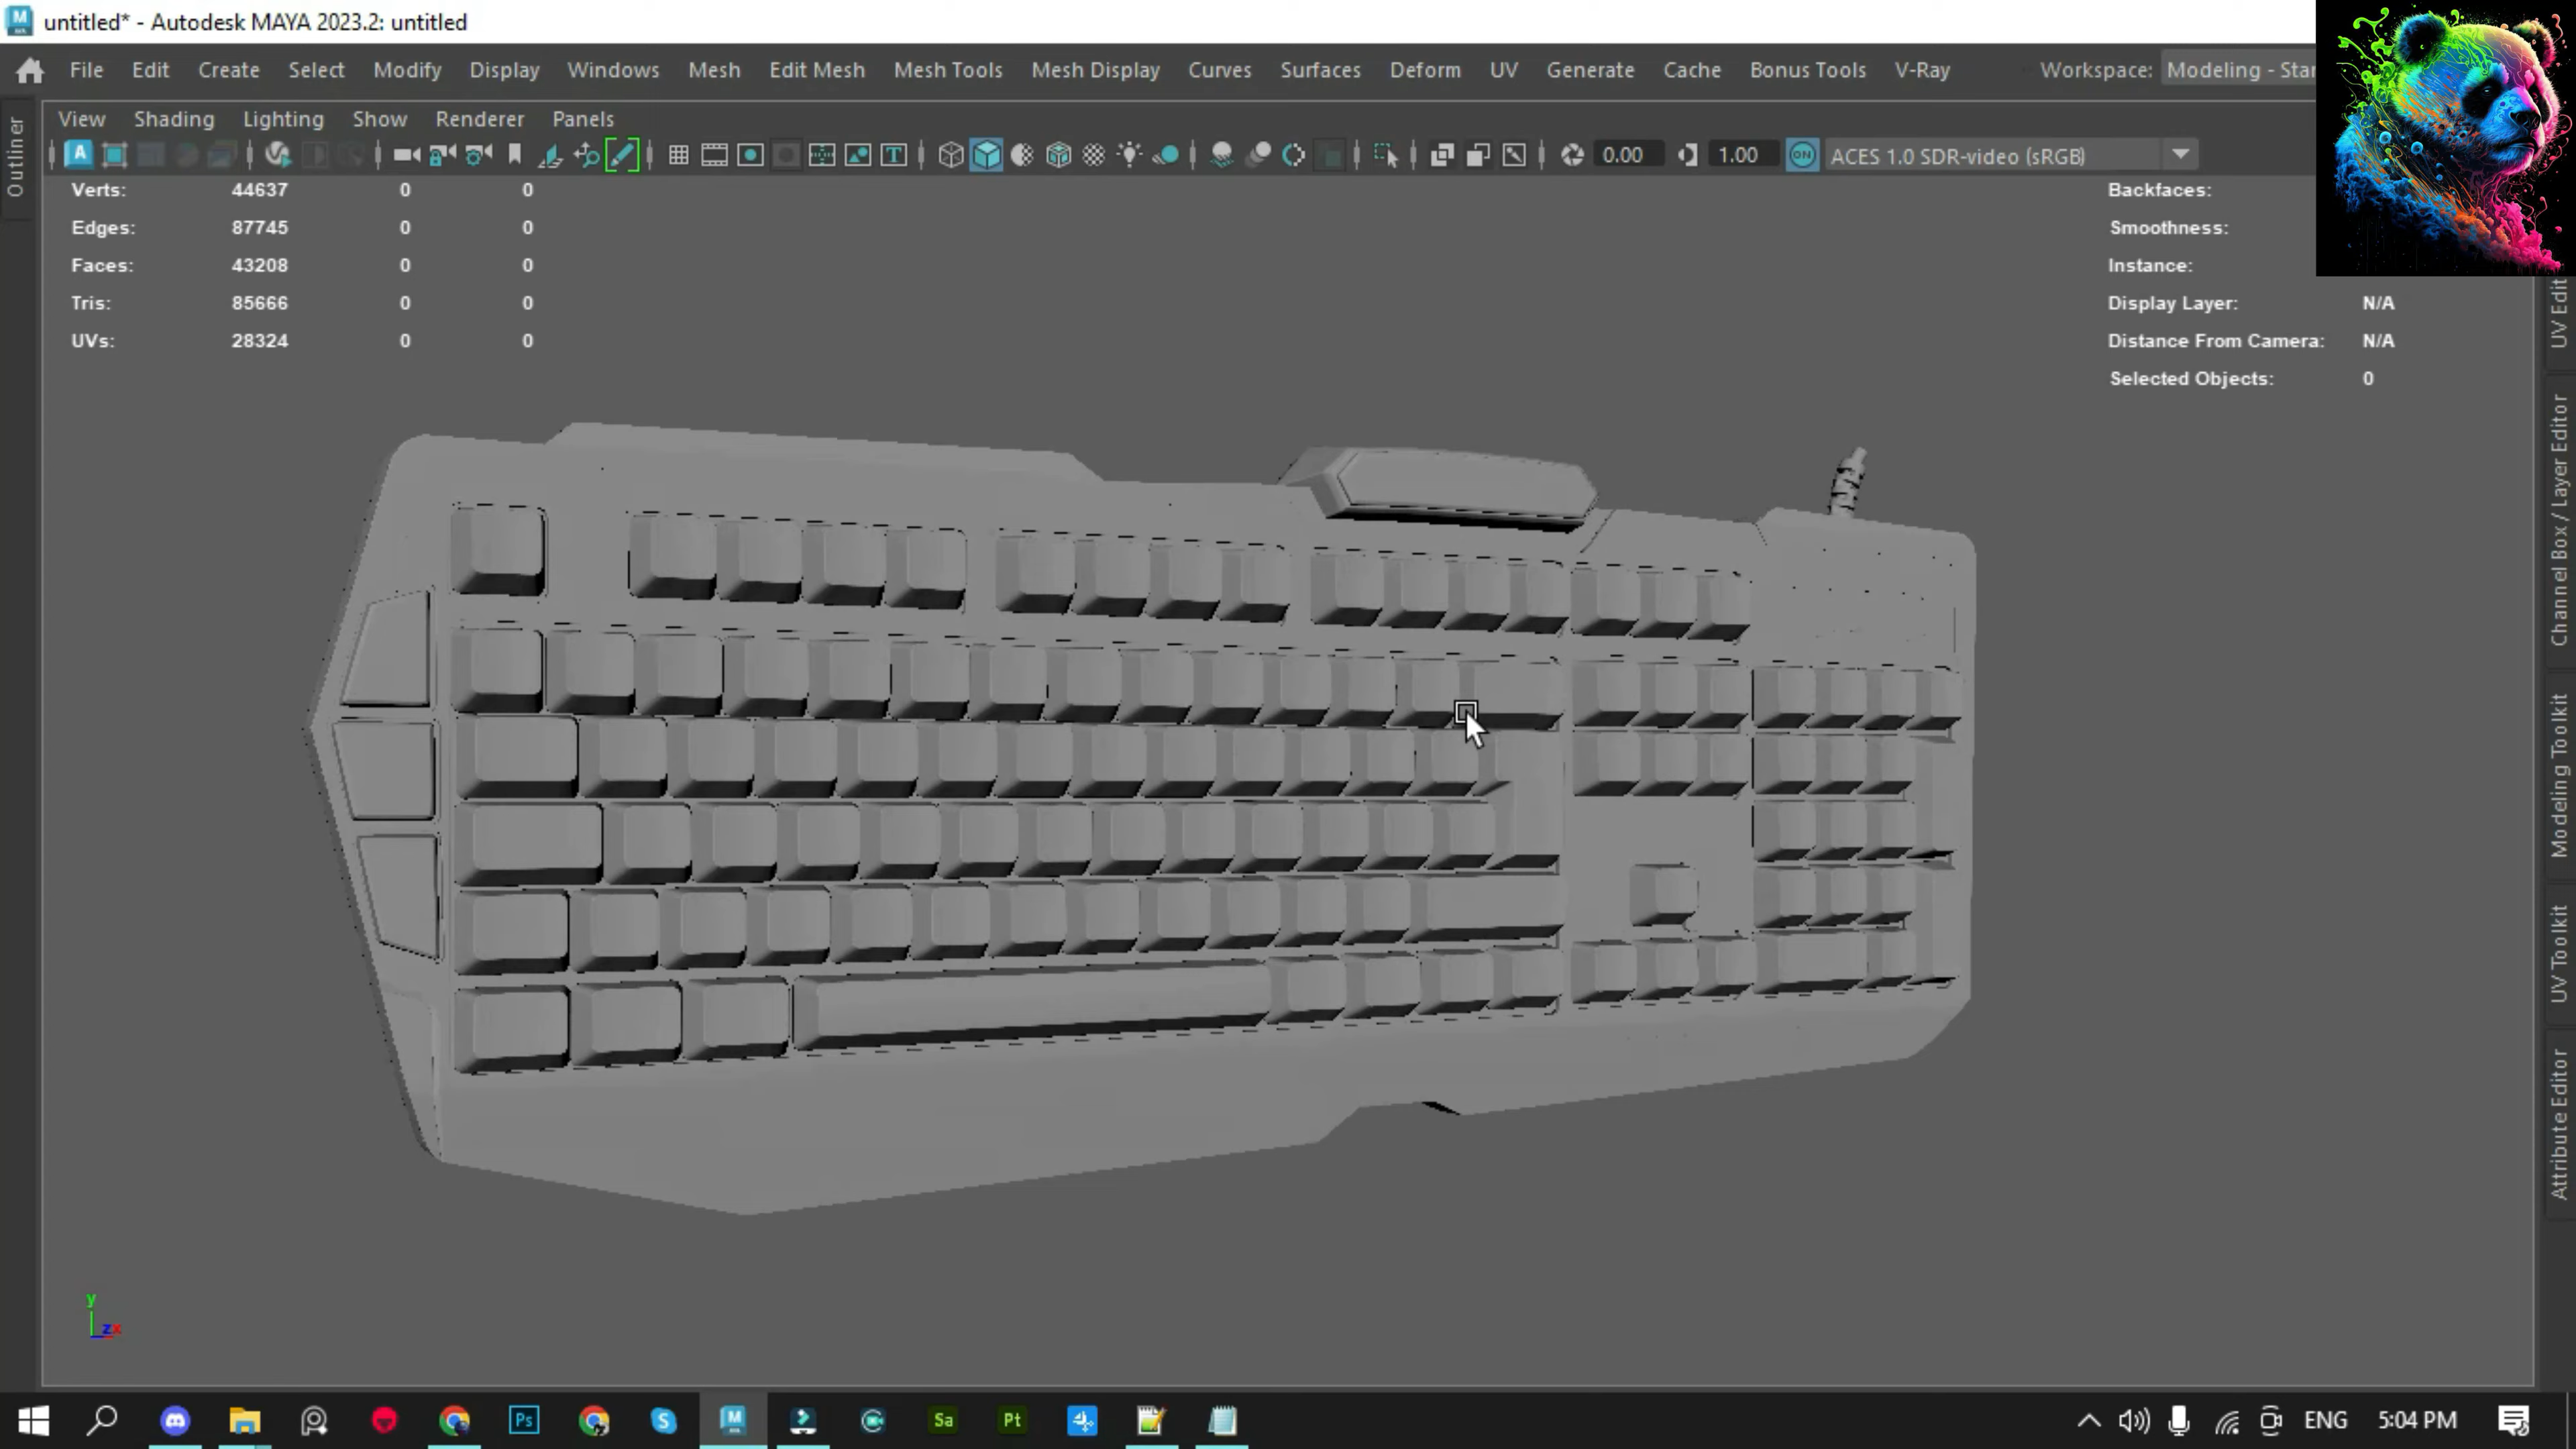 untitled* - Autodesk MAYA 2023.2: untitled
File Edit Create Select Modify Display Windows Mesh Edit Mesh Mesh Tools Mesh Display Curves Surfaces Deform UV Generate Cache Bonus Tools V-Ray Workspace: Modeling - Star
View Shading Lighting Show Renderer Panels
A T 0.00 1.00 ON ACES 1.0 SDR-video (sRGB)
Outliner
Verts: 44637 0 0
Edges: 87745 0 0
Faces: 43208 0 0
Tris: 85666 0 0
UVs: 28324 0 0
Backfaces:
Smoothness:
Instance:
Display Layer: N/A
Distance From Camera: N/A
Selected Objects: 0
UV Edit
Channel Box / Layer Editor
Modeling Toolkit
UV Toolkit
Attribute Editor
y
zx
Ps M Sa Pt ENG 5:04 PM